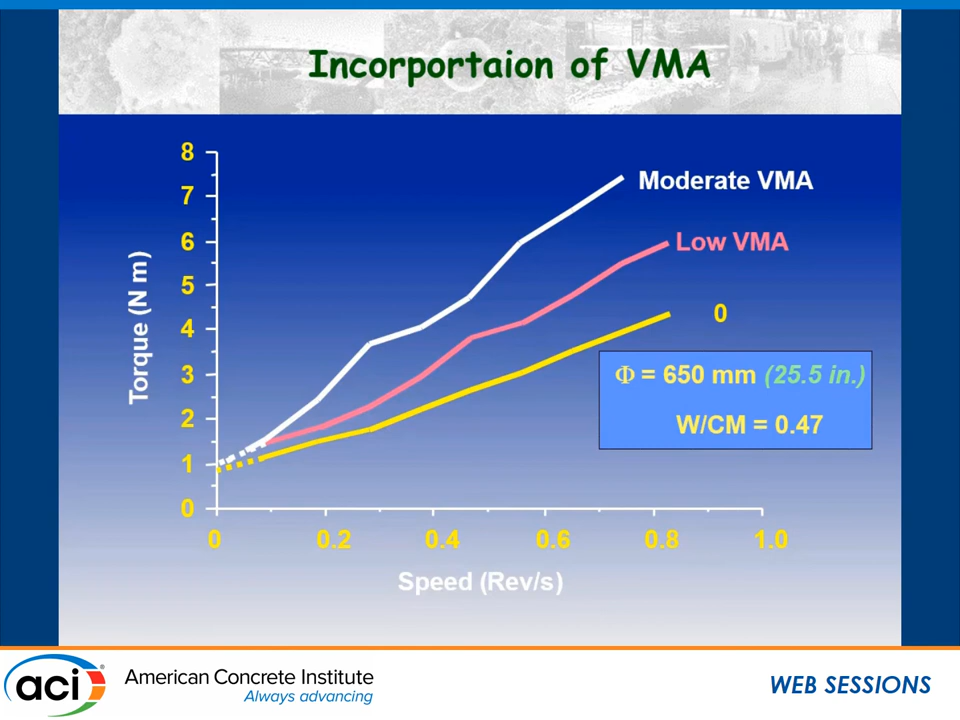 Incorportaion of VMA
8
7
6
5
4
3
2
1
0
Torque (N m)
Moderate VMA
Low VMA
0
Φ = 650 mm (25.5 in.)
W/CM = 0.47
0 0.2 0.4 0.6 0.8 1.0
Speed (Rev/s)
aci®
American Concrete Institute
Always advancing
WEB SESSIONS